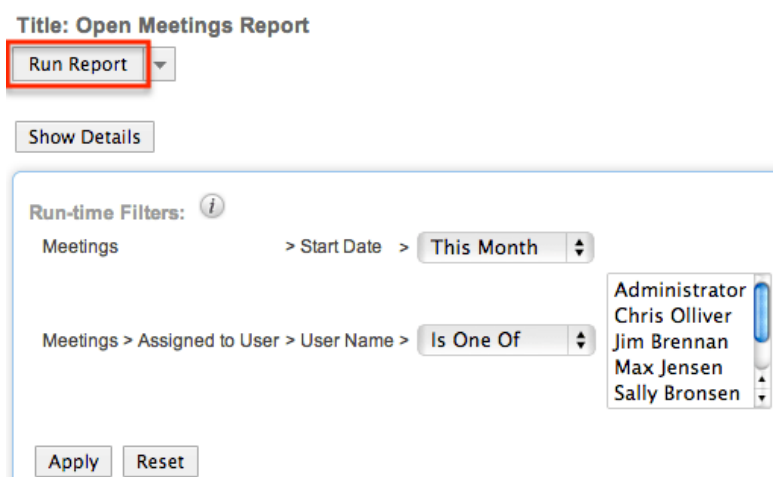 Title: Open Meetings Report
Run Report
Show Details
Run-time Filters: i
Meetings > Start Date > This Month
Meetings > Assigned to User > User Name > Is One Of
Administrator
Chris Olliver
Jim Brennan
Max Jensen
Sally Bronsen
Apply Reset